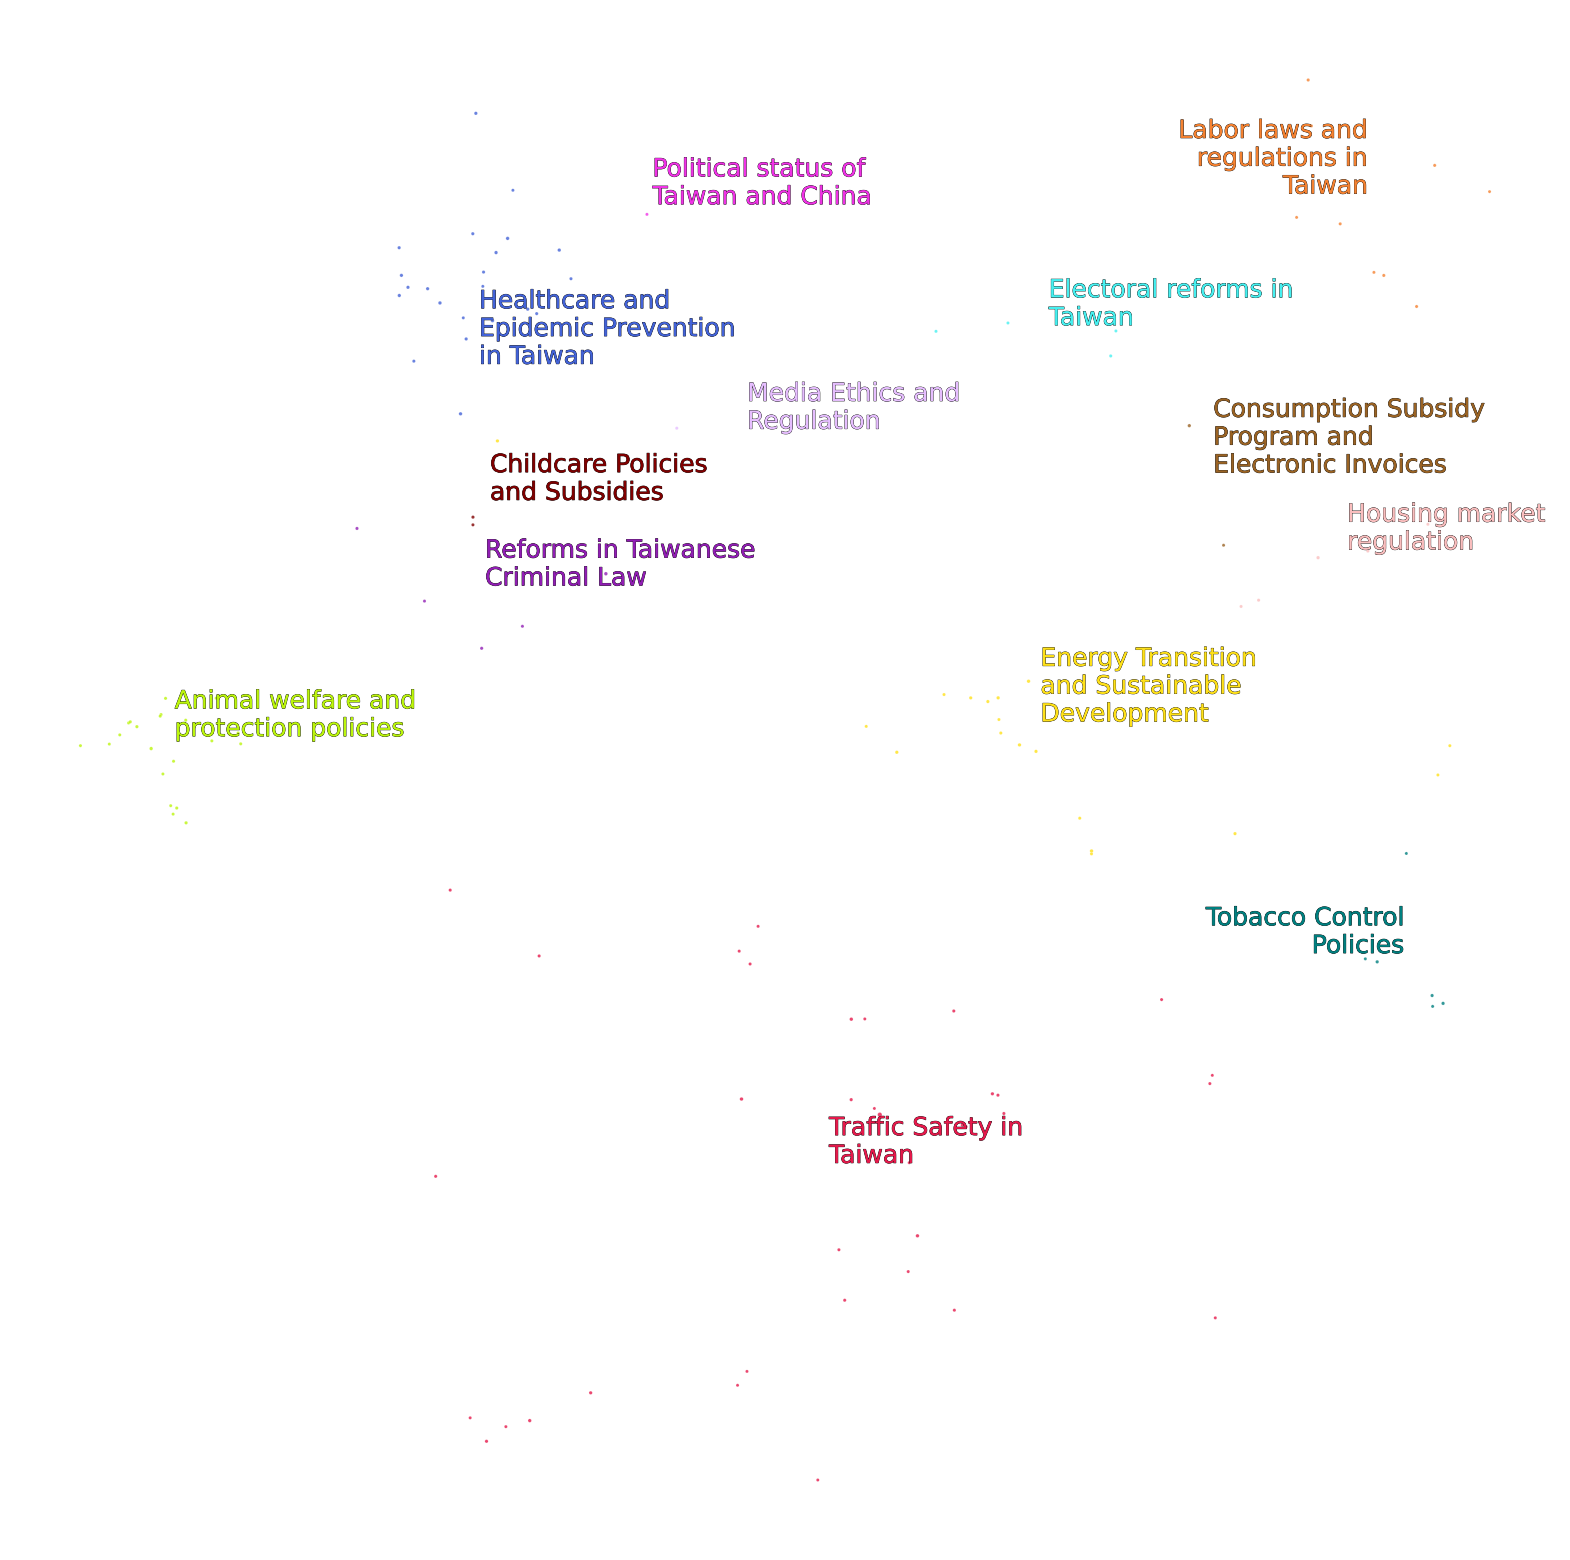 Labor laws and
regulations in
Taiwan
Political status of
Taiwan and China
Healthcare and
Epidemic Prevention
in Taiwan
Electoral reforms in
Taiwan
Media Ethics and
Regulation
Consumption Subsidy
Program and
Electronic Invoices
Childcare Policies
and Subsidies
Housing market
regulation
Reforms in Taiwanese
Criminal Law
Energy Transition
and Sustainable
Development
Animal welfare and
protection policies
Tobacco Control
Policies
Traffic Safety in
Taiwan